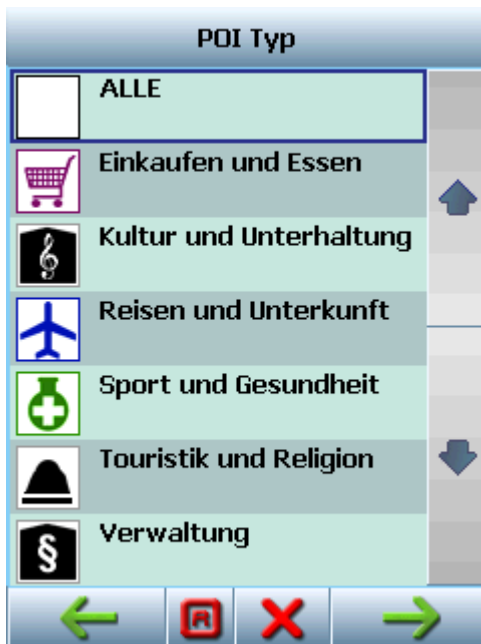 POI Typ
ALLE
Einkaufen und Essen
Kultur und Unterhaltung
Reisen und Unterkunft
Sport und Gesundheit
Touristik und Religion
§
Verwaltung